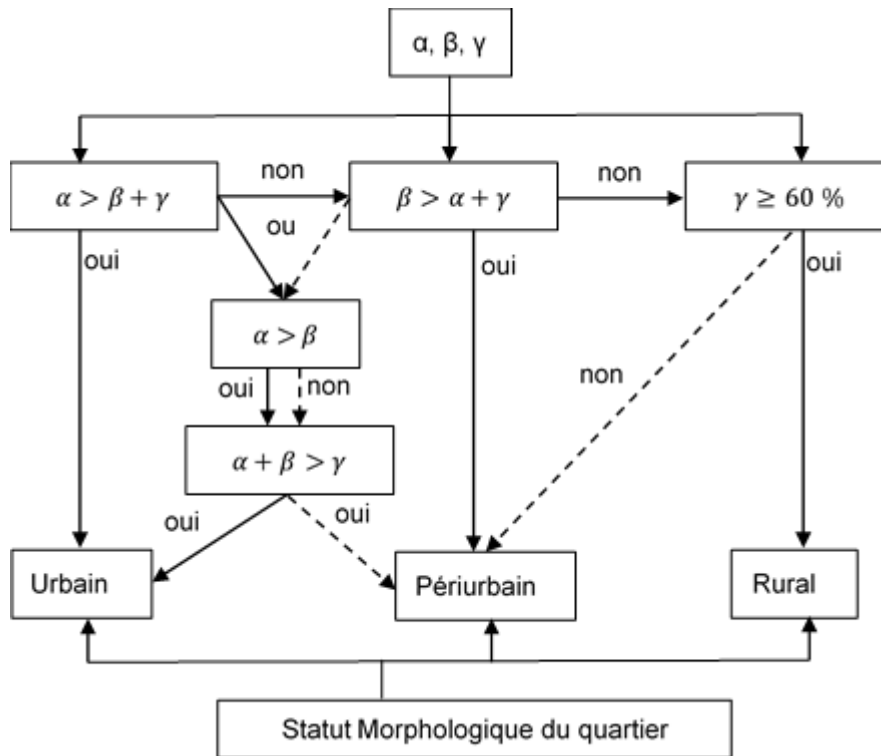 α, β, γ
α > β + γ
non
β > α + γ
non
γ ≥ 60 %
ou
oui
oui
oui
α > β
oui
non
non
α + β > γ
oui
oui
Urbain
Périurbain
Rural
Statut Morphologique du quartier